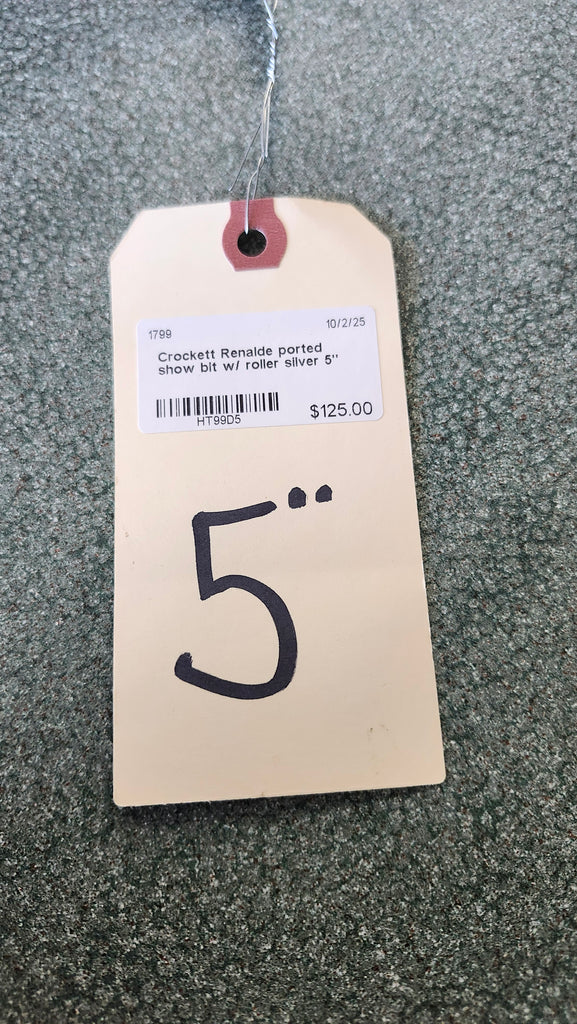 1799 10/2/25
Crockett Renalde ported
show bit w/ roller silver 5"
$125.00
HT99D5
5"